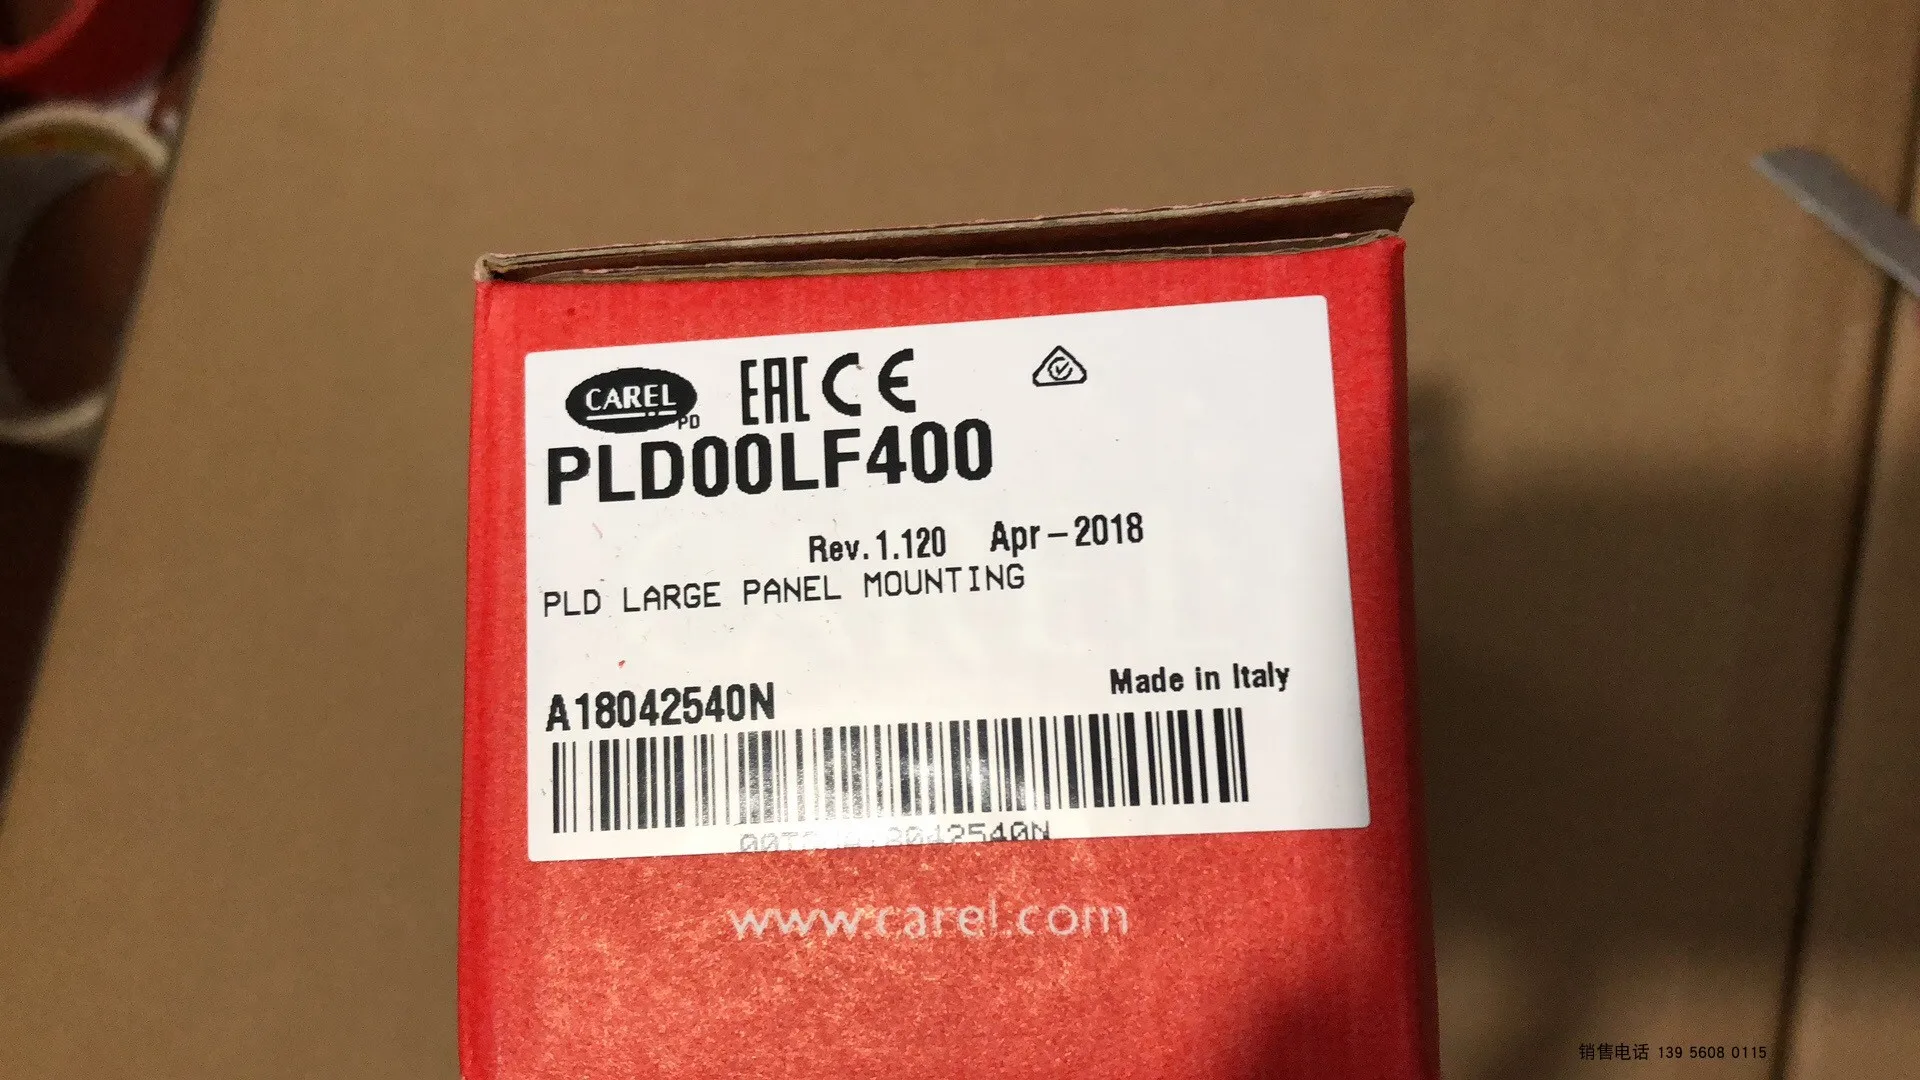 CAREL
PD
EAC CE
PLD00LF400
Rev.1.120 Apr-2018
PLD LARGE PANEL MOUNTING
Made in Italy
A18042540N
www.carel.com
销售电话 139 5608 0115